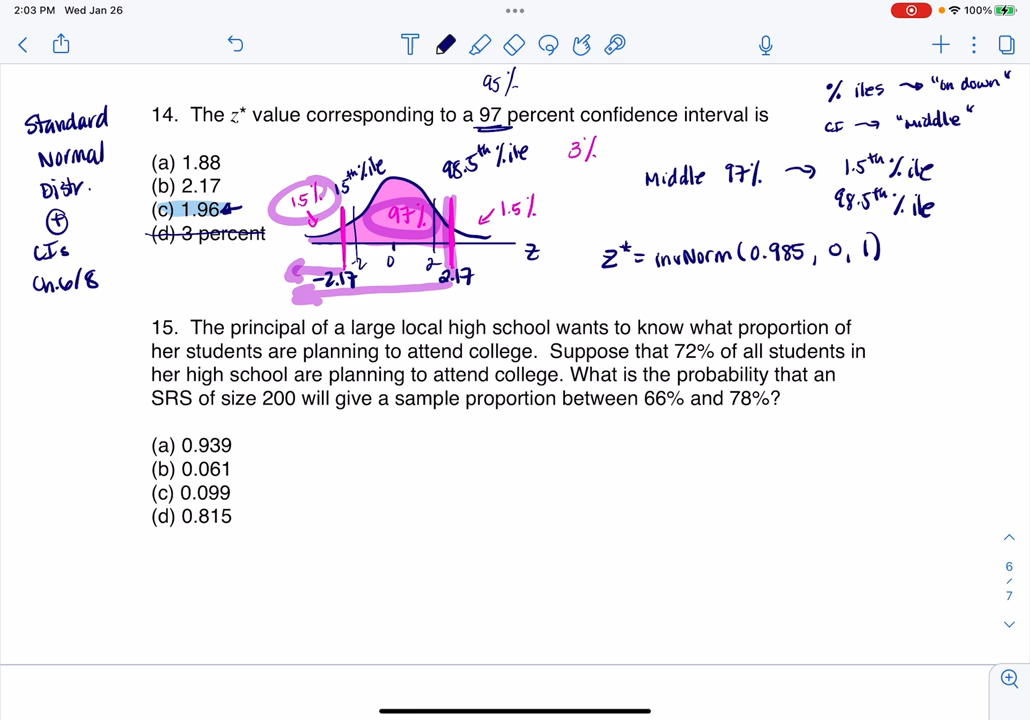 2:03 PM Wed Jan 26
100%
T
95%
% iles → "on down"
CI → "Middle"
Standard
Normal
Distr.
+
CIs
Ch. 6/8
14. The z* value corresponding to a 97 percent confidence interval is
(a) 1.88
(b) 2.17
(c) 1.96
(d) 3 percent
1.5th %ile
98.5th %ile
3%
1.5%
97%
1.5%
-2 0 2
Z
-2.17
2.17
Middle 97% → 1.5th %ile
98.5th %ile
z* = invNorm(0.985, 0, 1)
15. The principal of a large local high school wants to know what proportion of
her students are planning to attend college. Suppose that 72% of all students in
her high school are planning to attend college. What is the probability that an
SRS of size 200 will give a sample proportion between 66% and 78%?
(a) 0.939
(b) 0.061
(c) 0.099
(d) 0.815
6
/
7